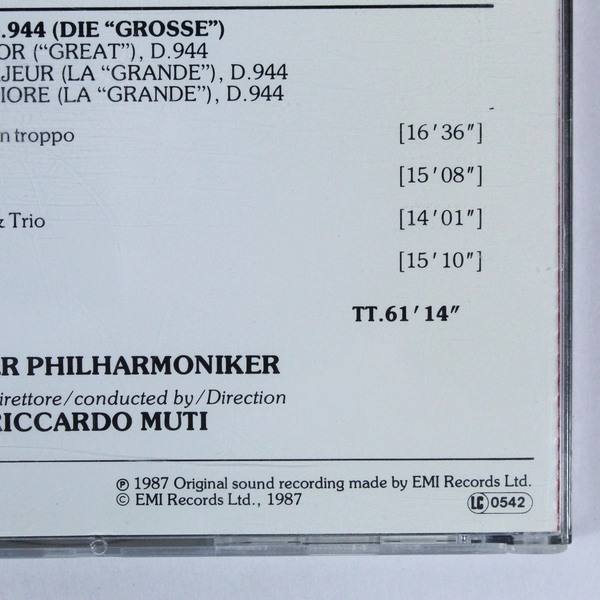 .944 (DIE “GROSSE”)
OR (“GREAT”), D.944
JEUR (LA “GRANDE”), D.944
IORE (LA “GRANDE”), D.944
n troppo [16′36″]
[15′08″]
& Trio [14′01″]
[15′10″]
TT.61′14″
ER PHILHARMONIKER
irettore/conducted by/Direction
RICCARDO MUTI
℗ 1987 Original sound recording made by EMI Records Ltd.
© EMI Records Ltd., 1987
LC 0542